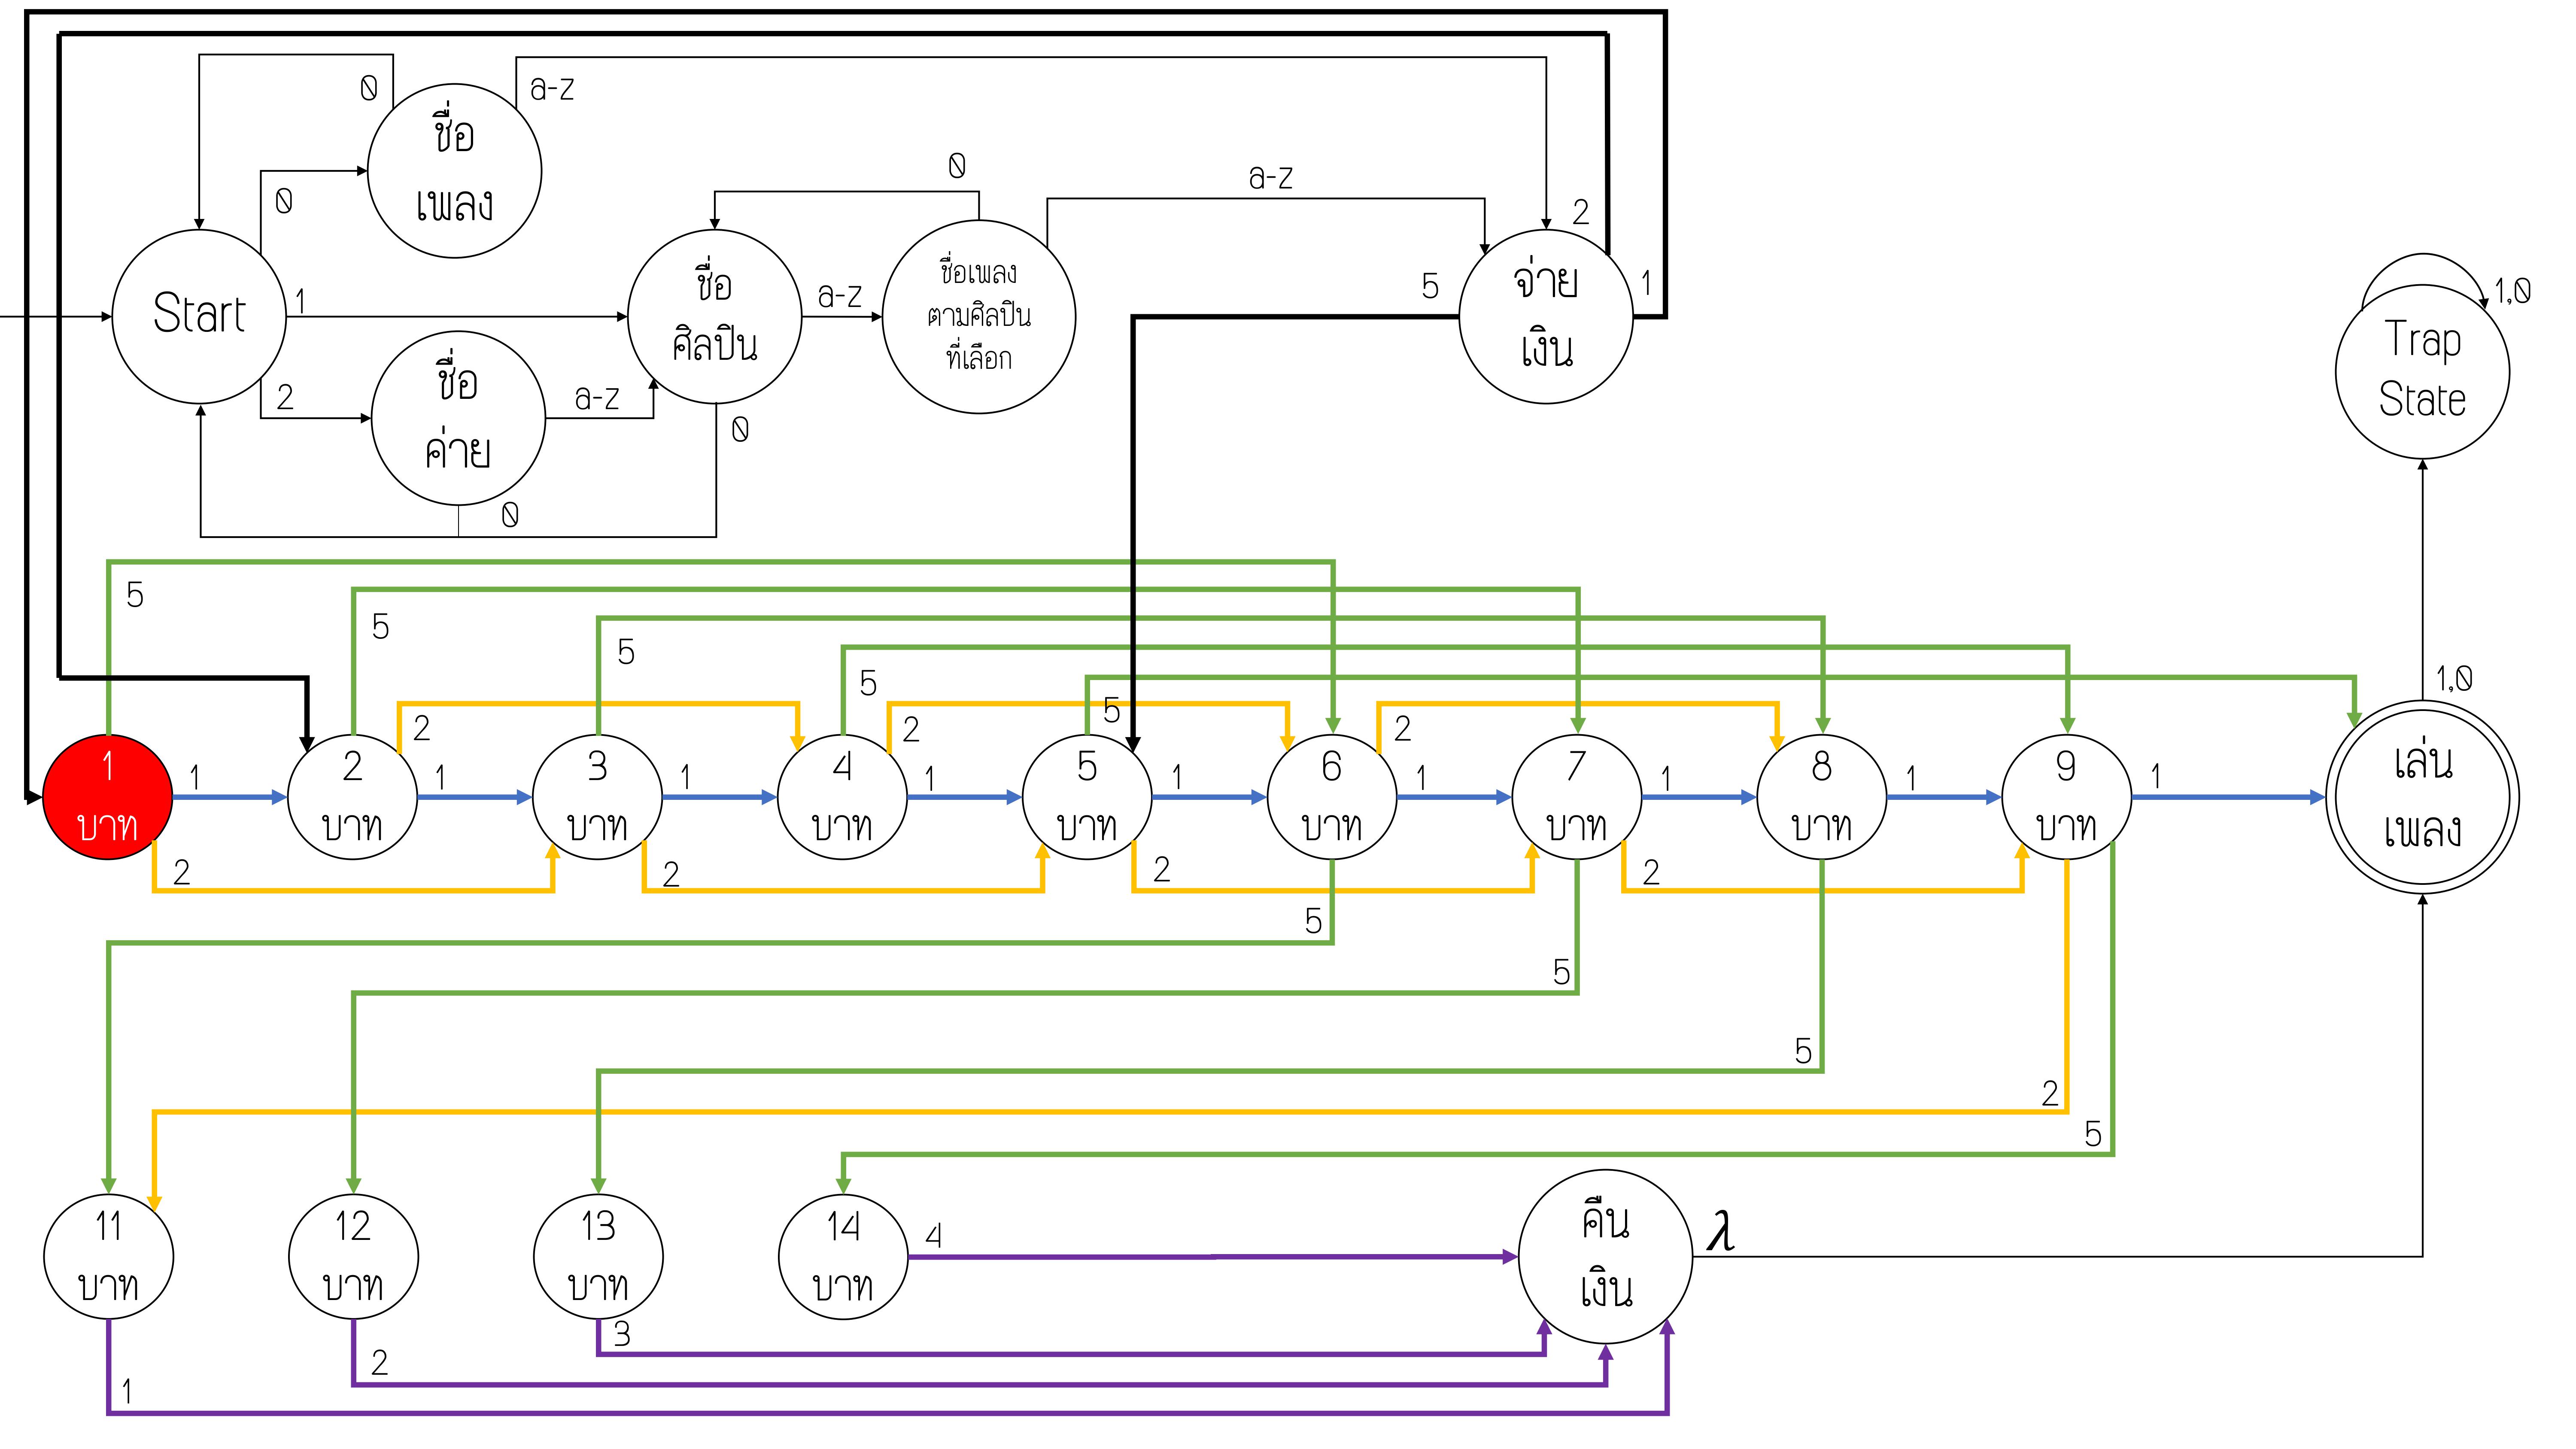 0
a-z
ชื่อ
เพลง
0
2
a-z
0
Start
1
ชื่อ
ศิลปิน
a-z
ชื่อเพลง
ตามศิลปิน
ที่เลือก
5
จ่าย
เงิน
1
2
ชื่อ
ค่าย
a-z
0
0
Trap
State
1,0
1,0
5
5
5
5
5
2
2
2
1
บาท
1
2
บาท
1
3
บาท
1
4
บาท
1
5
บาท
1
6
บาท
1
7
บาท
1
8
บาท
1
9
บาท
1
เล่น
เพลง
2
2
2
2
5
5
5
2
5
11
บาท
12
บาท
13
บาท
14
บาท
4
คืน
เงิน
λ
3
2
1